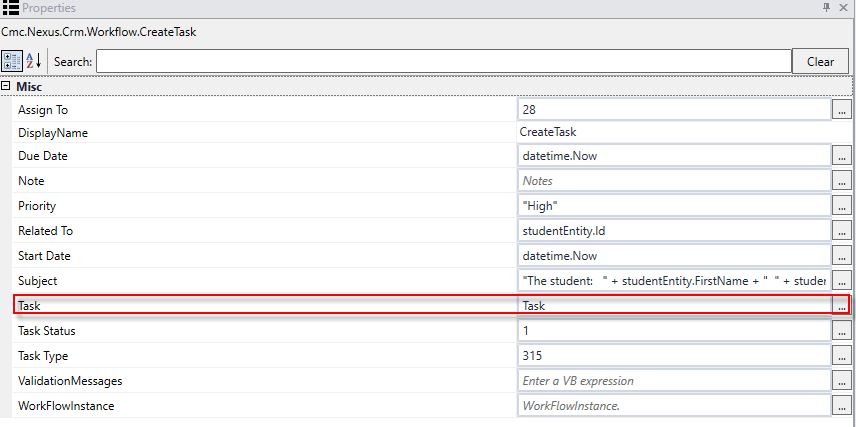 Properties
Cmc.Nexus.Crm.Workflow.CreateTask
Search: Clear
Misc
Assign To 28 ...
DisplayName CreateTask
Due Date datetime.Now ...
Note Notes ...
Priority "High" ...
Related To studentEntity.Id ...
Start Date datetime.Now ...
Subject "The student:   " + studentEntity.FirstName + "  " + studen ...
Task Task ...
Task Status 1 ...
Task Type 315 ...
ValidationMessages Enter a VB expression ...
WorkFlowInstance WorkFlowInstance. ...